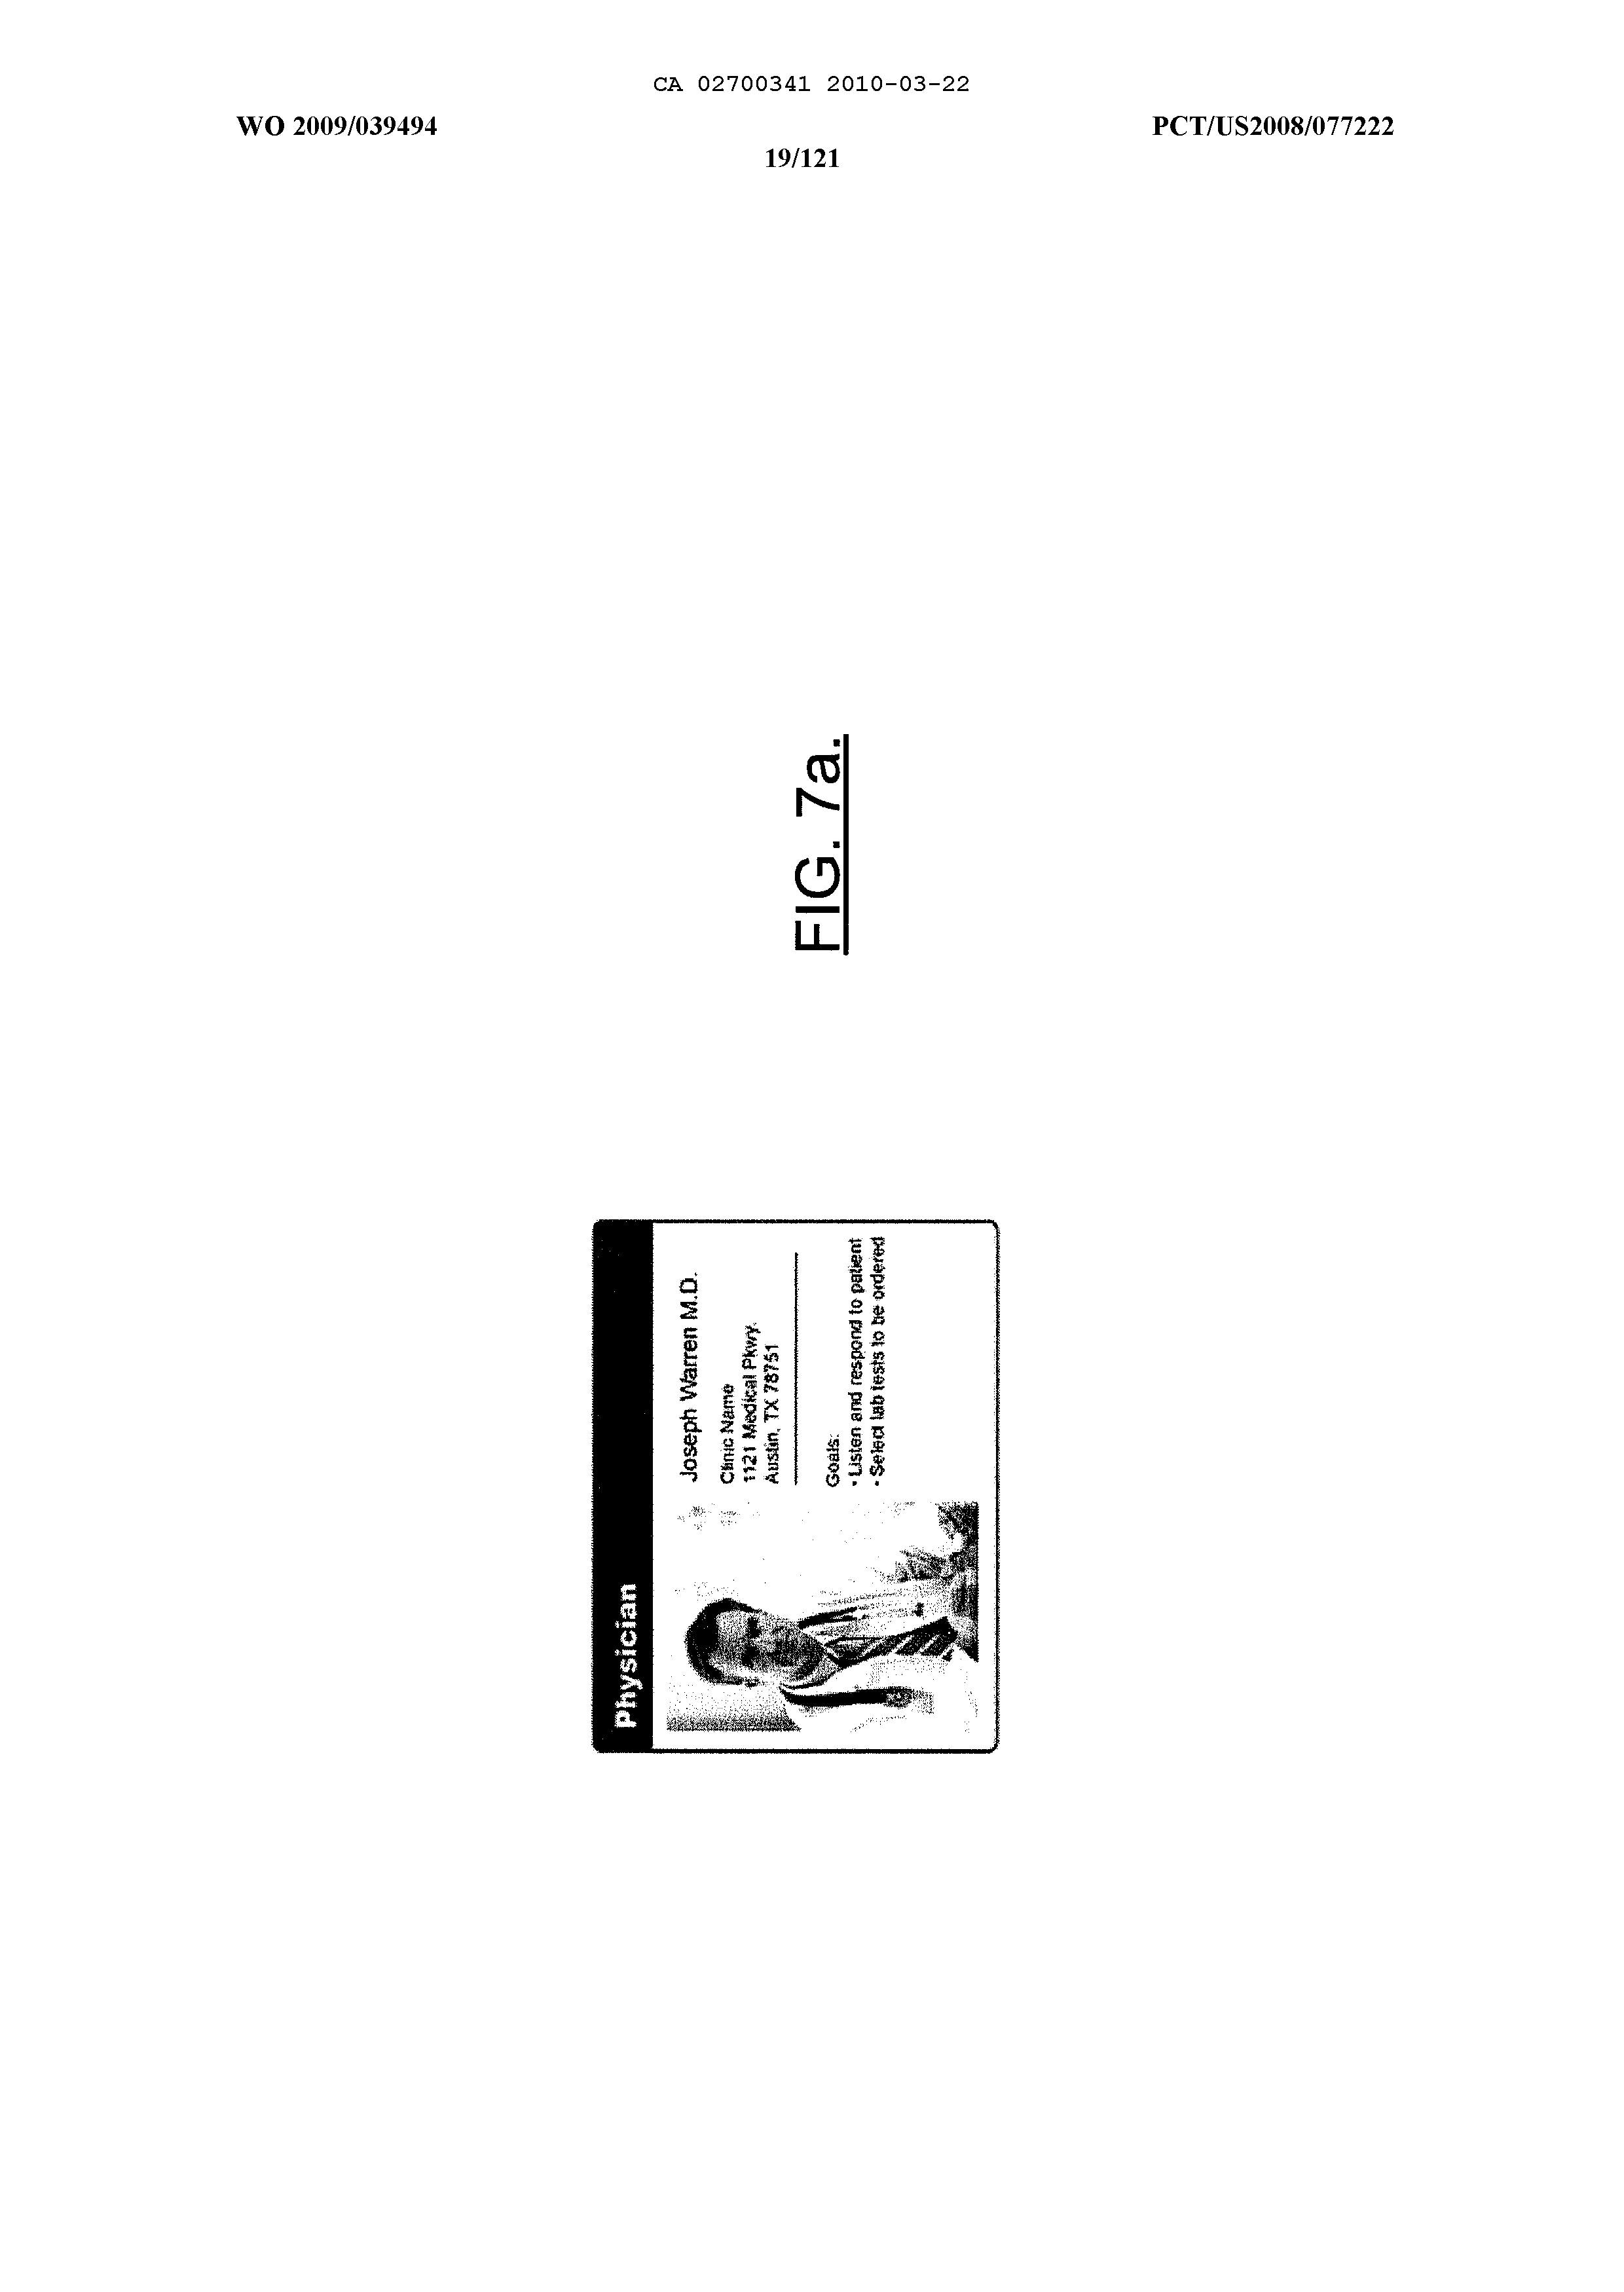 CA 02700341 2010-03-22
WO 2009/039494
PCT/US2008/077222
19/121
Physician
Joseph Warren M.D.
Clinic Name
1121 Medical Pkwy.
Austin, TX 78751
Goals:
- Listen and respond to patient
- Select lab tests to be ordered
FIG. 7a.